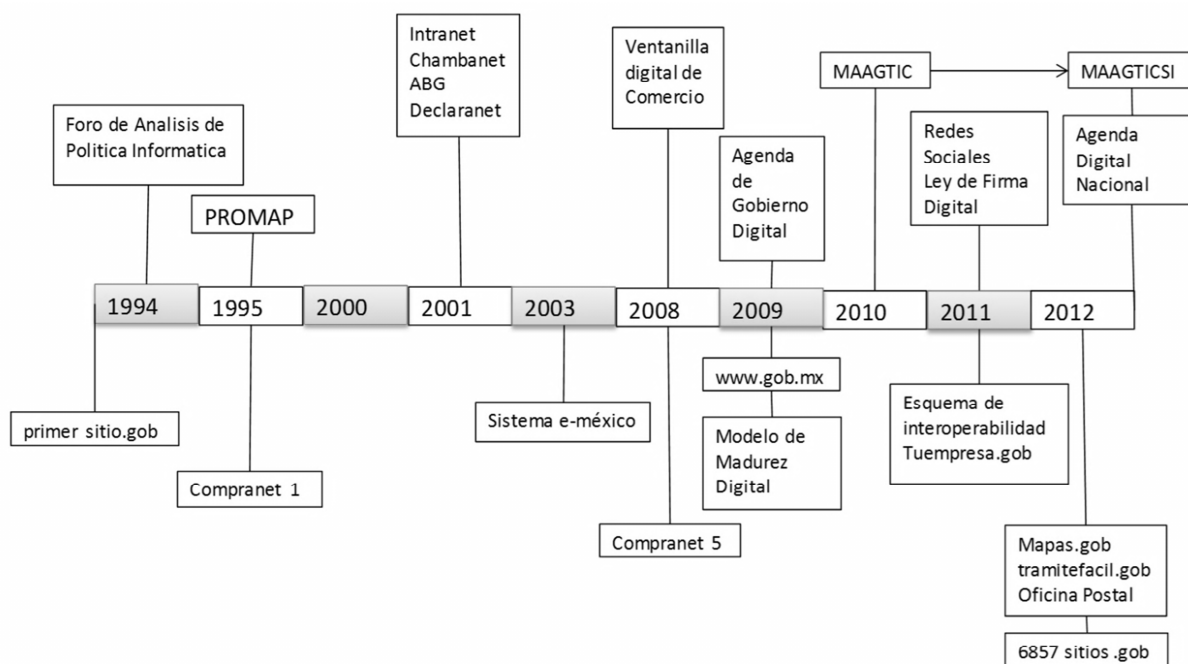 Intranet
Chambanet
ABG
Declaranet
Ventanilla
digital de
Comercio
MAAGTIC
MAAGTICSI
Foro de Analisis de
Politica Informatica
PROMAP
Agenda
de
Gobierno
Digital
Redes
Sociales
Ley de Firma
Digital
Agenda
Digital
Nacional
1994
1995
2000
2001
2003
2008
2009
2010
2011
2012
primer sitio.gob
Compranet 1
Sistema e-méxico
Compranet 5
www.gob.mx
Modelo de
Madurez
Digital
Esquema de
interoperabilidad
Tuempresa.gob
Mapas.gob
tramitefacil.gob
Oficina Postal
6857 sitios .gob